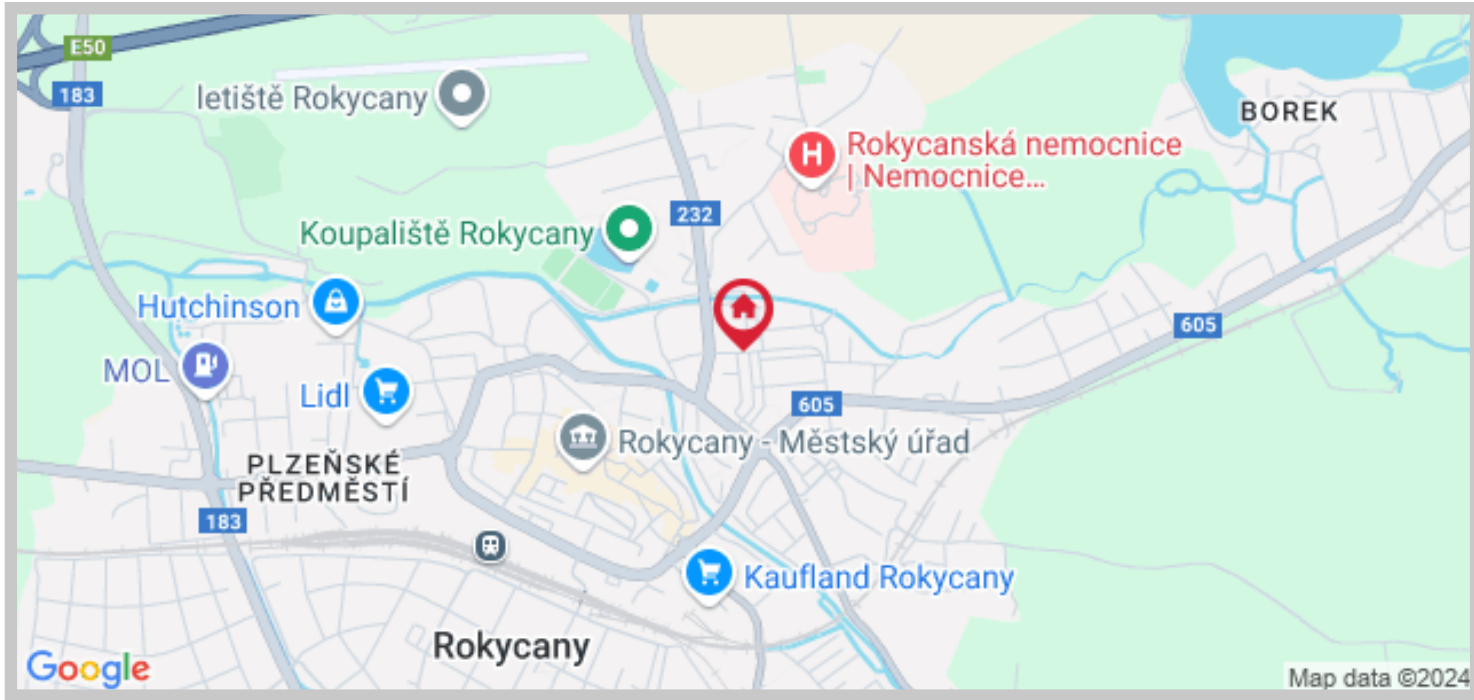 E50
183
letiště Rokycany
BOREK
H
Rokycanská nemocnice
| Nemocnice...
232
Koupaliště Rokycany
Hutchinson
605
MOL
Lidl
605
Rokycany - Městský úřad
PLZEŇSKÉ
PŘEDMĚSTÍ
183
Kaufland Rokycany
Rokycany
Google
Map data ©2024